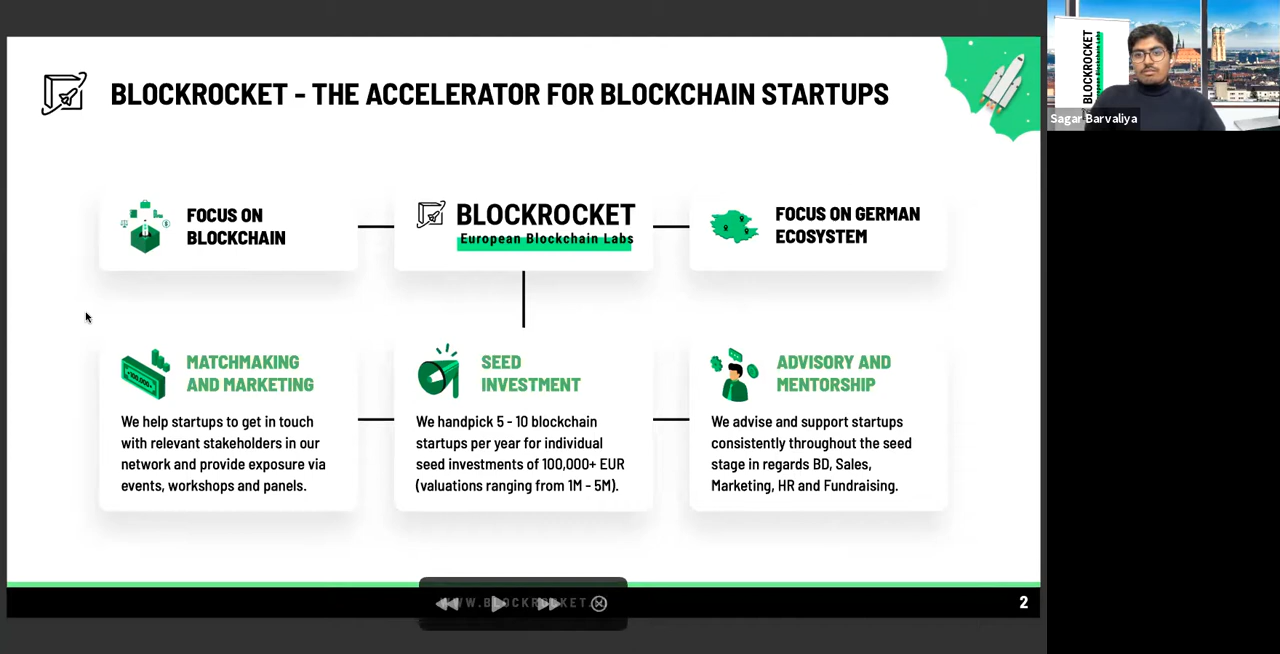 BLOCKROCKET - THE ACCELERATOR FOR BLOCKCHAIN STARTUPS
FOCUS ON
BLOCKCHAIN
BLOCKROCKET
European Blockchain Labs
FOCUS ON GERMAN
ECOSYSTEM
MATCHMAKING
AND MARKETING
We help startups to get in touch
with relevant stakeholders in our
network and provide exposure via
events, workshops and panels.
SEED
INVESTMENT
We handpick 5 - 10 blockchain
startups per year for individual
seed investments of 100,000+ EUR
(valuations ranging from 1M - 5M).
ADVISORY AND
MENTORSHIP
We advise and support startups
consistently throughout the seed
stage in regards BD, Sales,
Marketing, HR and Fundraising.
2
BLOCKROCKET
European Blockchain Labs
Sagar Barvaliya